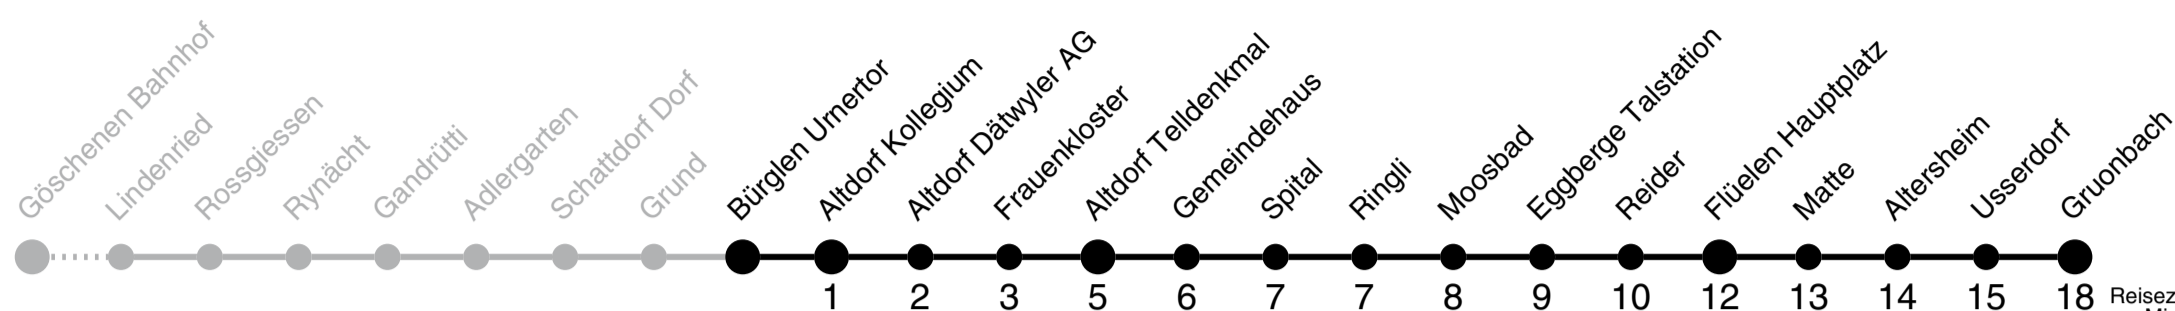 Göschenen Bahnhof
Lindenried
Rossgiessen
Rynächt
Gandrütti
Adlergarten
Schattdorf Dorf
Grund
Bürglen Urnertor
Altdorf Kollegium
Altdorf Dätwyler AG
Frauenkloster
Altdorf Telldenkmal
Gemeindehaus
Spital
Ringli
Moosbad
Eggberge Talstation
Reider
Flüelen Hauptplatz
Matte
Altersheim
Usserdorf
Gruonbach
1 2 3 5 6 7 7 8 9 10 12 13 14 15 18 Reisez